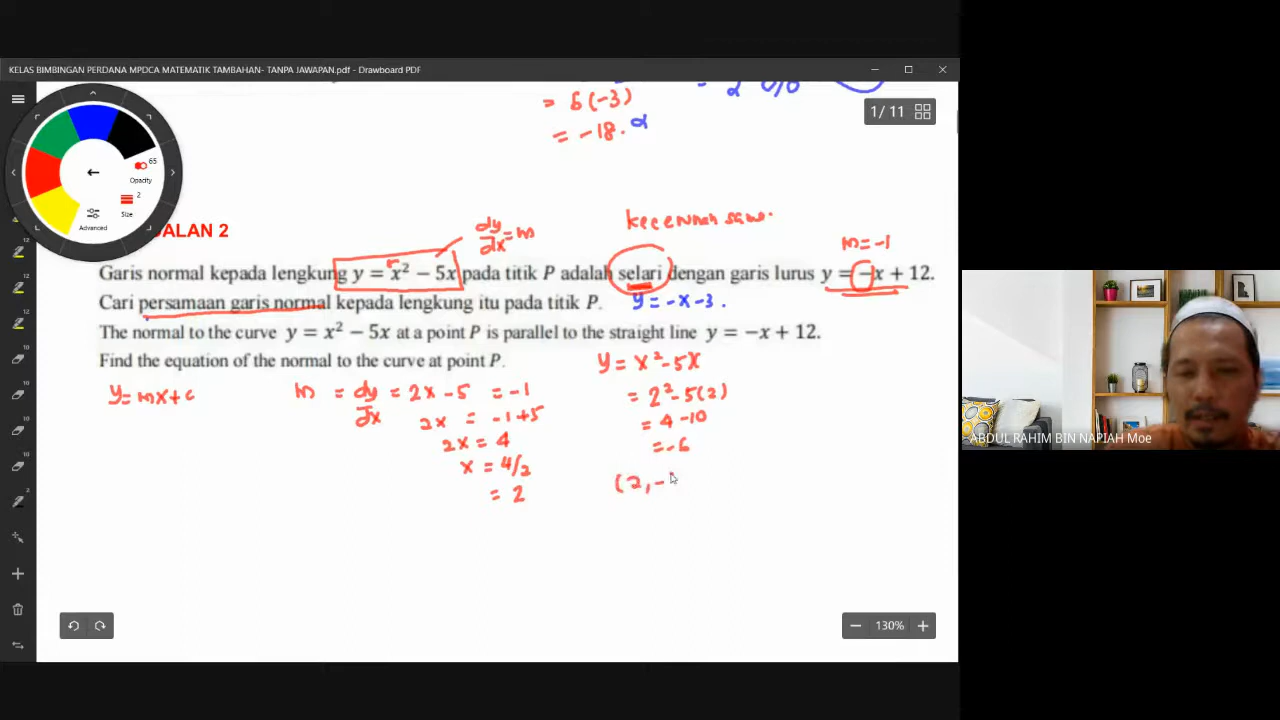 KELAS BIMBINGAN PERDANA MPDCA MATEMATIK TAMBAHAN- TANPA JAWAPAN.pdf - Drawboard PDF
= 6(-3)
= -18.
1 / 11
65
Opacity
2
Size
Advanced
ALAN 2
dy/dx = m
kecerunan sama.
m = -1
Garis normal kepada lengkung y = x² − 5x pada titik P adalah selari dengan garis lurus y = −x + 12.
Cari persamaan garis normal kepada lengkung itu pada titik P.
y = -x -3.
The normal to the curve y = x² − 5x at a point P is parallel to the straight line y = −x + 12.
Find the equation of the normal to the curve at point P.
y = mx + c
m = dy/dx = 2x - 5 = -1
2x = -1+5
2x = 4
x = 4/2
= 2
y = x² - 5x
= 2² - 5(2)
= 4 - 10
= -6
(2, -
130%
ABDUL RAHIM BIN NAPIAH Moe